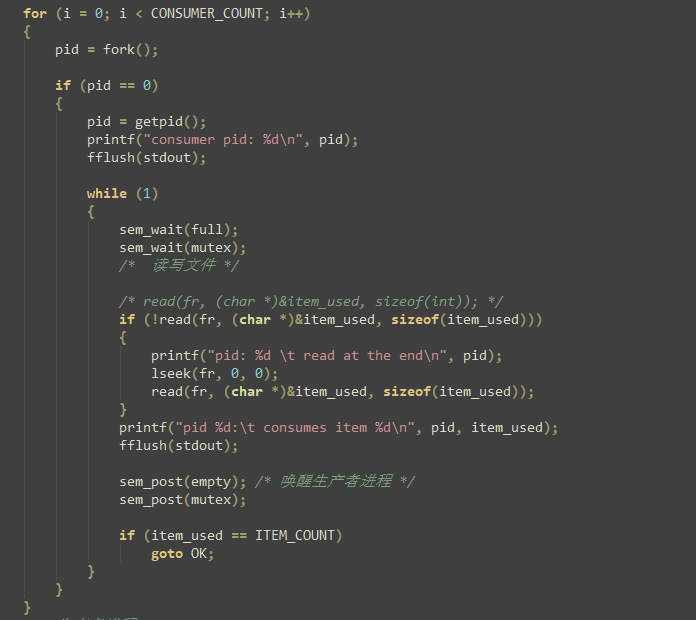 for (i = 0; i < CONSUMER_COUNT; i++)
{
    pid = fork();

    if (pid == 0)
    {
        pid = getpid();
        printf("consumer pid: %d\n", pid);
        fflush(stdout);

        while (1)
        {
            sem_wait(full);
            sem_wait(mutex);
            /*  读写文件 */

            /* read(fr, (char *)&item_used, sizeof(int)); */
            if (!read(fr, (char *)&item_used, sizeof(item_used)))
            {
                printf("pid: %d \t read at the end\n", pid);
                lseek(fr, 0, 0);
                read(fr, (char *)&item_used, sizeof(item_used));
            }
            printf("pid %d:\t consumes item %d\n", pid, item_used);
            fflush(stdout);

            sem_post(empty); /* 唤醒生产者进程 */
            sem_post(mutex);

            if (item_used == ITEM_COUNT)
                goto OK;
        }
    }
}